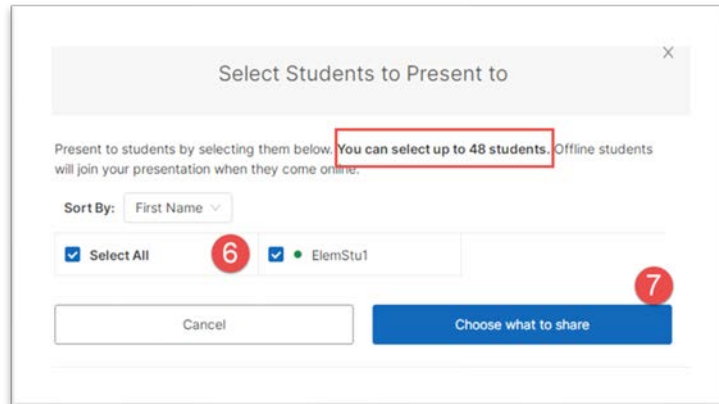 Select Students to Present to
X
Present to students by selecting them below. You can select up to 48 students. Offline students
will join your presentation when they come online.
Sort By: First Name
Select All 6 ElemStu1
7
Cancel Choose what to share